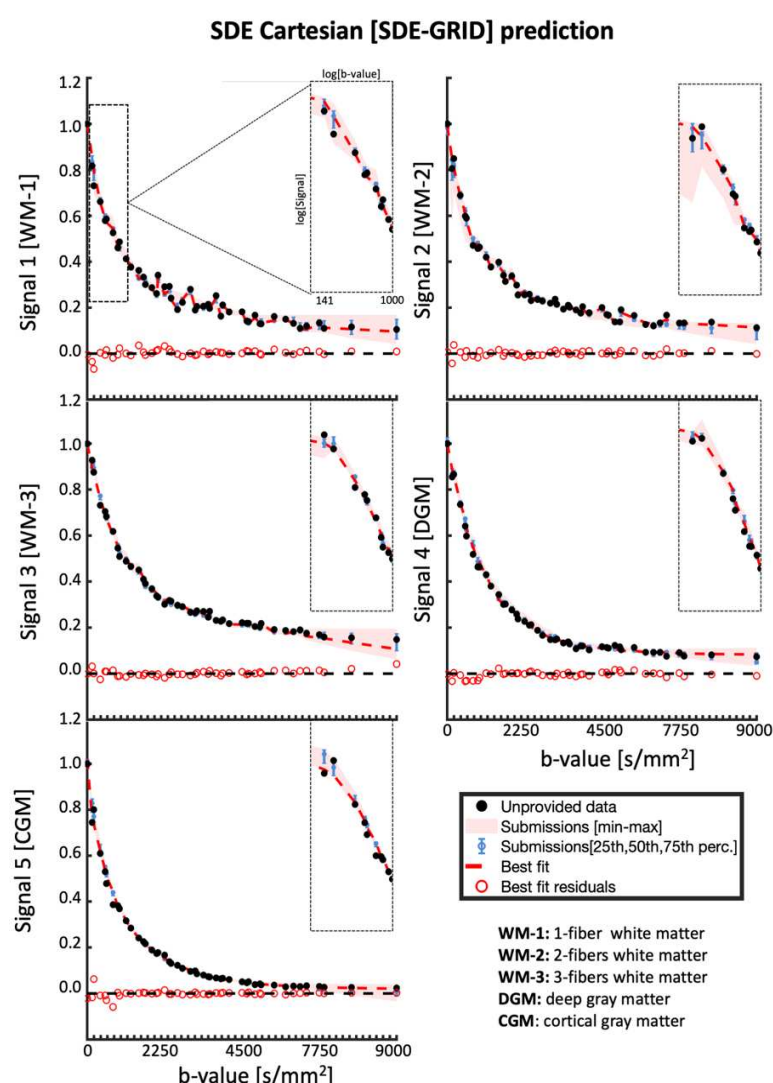 SDE Cartesian [SDE-GRID] prediction
1.2
1.0
0.8
0.6
0.4
0.2
0.0
Signal 1 [WM-1]
log[b-value]
log[Signal]
141
1000
Signal 2 [WM-2]
1.2
1.0
0.8
0.6
0.4
0.2
0.0
Signal 3 [WM-3]
Signal 4 [DGM]
0
2250
4500
7750
9000
b-value [s/mm²]
1.2
1.0
0.8
0.6
0.4
0.2
0.0
Signal 5 [CGM]
0
2250
4500
7750
9000
b-value [s/mm²]
Unprovided data
Submissions [min-max]
Submissions[25th,50th,75th perc.]
Best fit
Best fit residuals
WM-1: 1-fiber white matter
WM-2: 2-fibers white matter
WM-3: 3-fibers white matter
DGM: deep gray matter
CGM: cortical gray matter